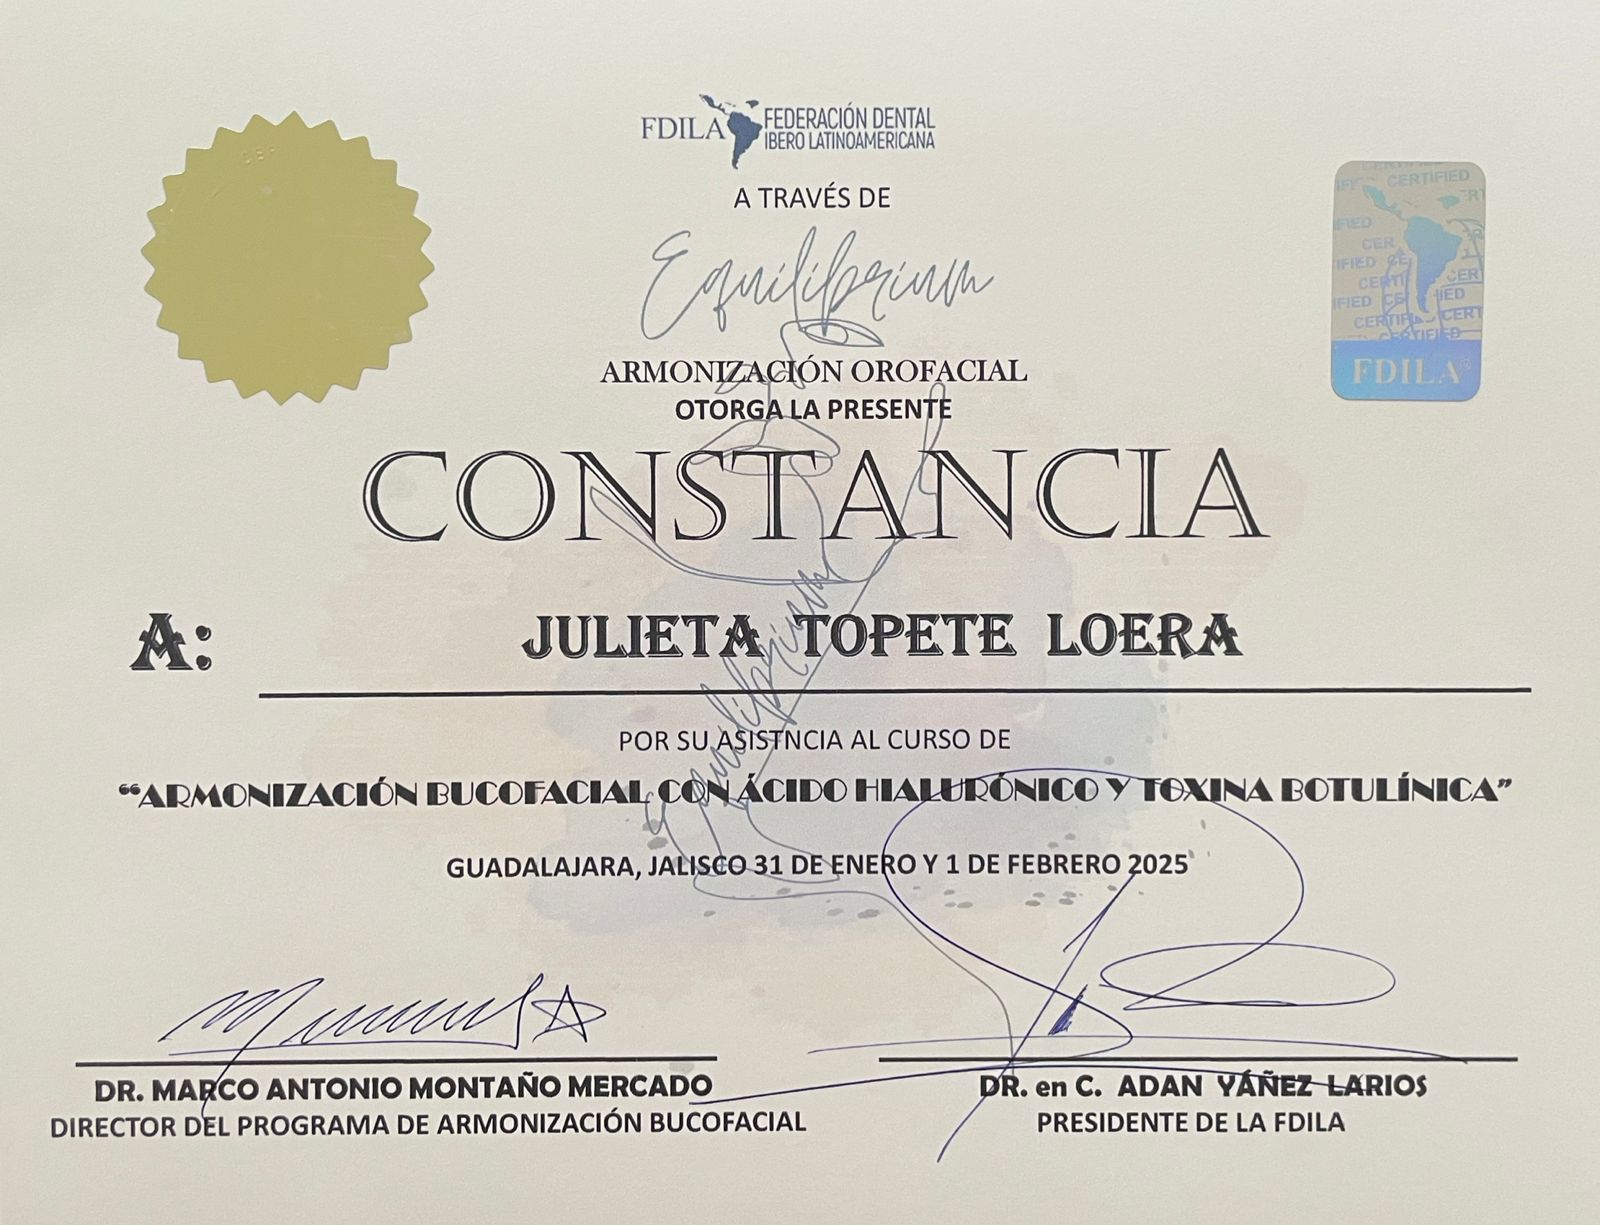 FDILA FEDERACIÓN DENTAL
IBERO LATINOAMERICANA
A TRAVÉS DE
Equilibrium
ARMONIZACIÓN OROFACIAL
OTORGA LA PRESENTE
CONSTANCIA
A: JULIETA TOPETE LOERA
POR SU ASISTNCIA AL CURSO DE
“ARMONIZACIÓN BUCOFACIAL CON ÁCIDO HIALURÓNICO Y TOXINA BOTULÍNICA”
GUADALAJARA, JALISCO 31 DE ENERO Y 1 DE FEBRERO 2025
DR. MARCO ANTONIO MONTAÑO MERCADO
DIRECTOR DEL PROGRAMA DE ARMONIZACIÓN BUCOFACIAL
DR. en C. ADAN YÁÑEZ LARIOS
PRESIDENTE DE LA FDILA
Equilibrium
CERTIFIED
FDILA®